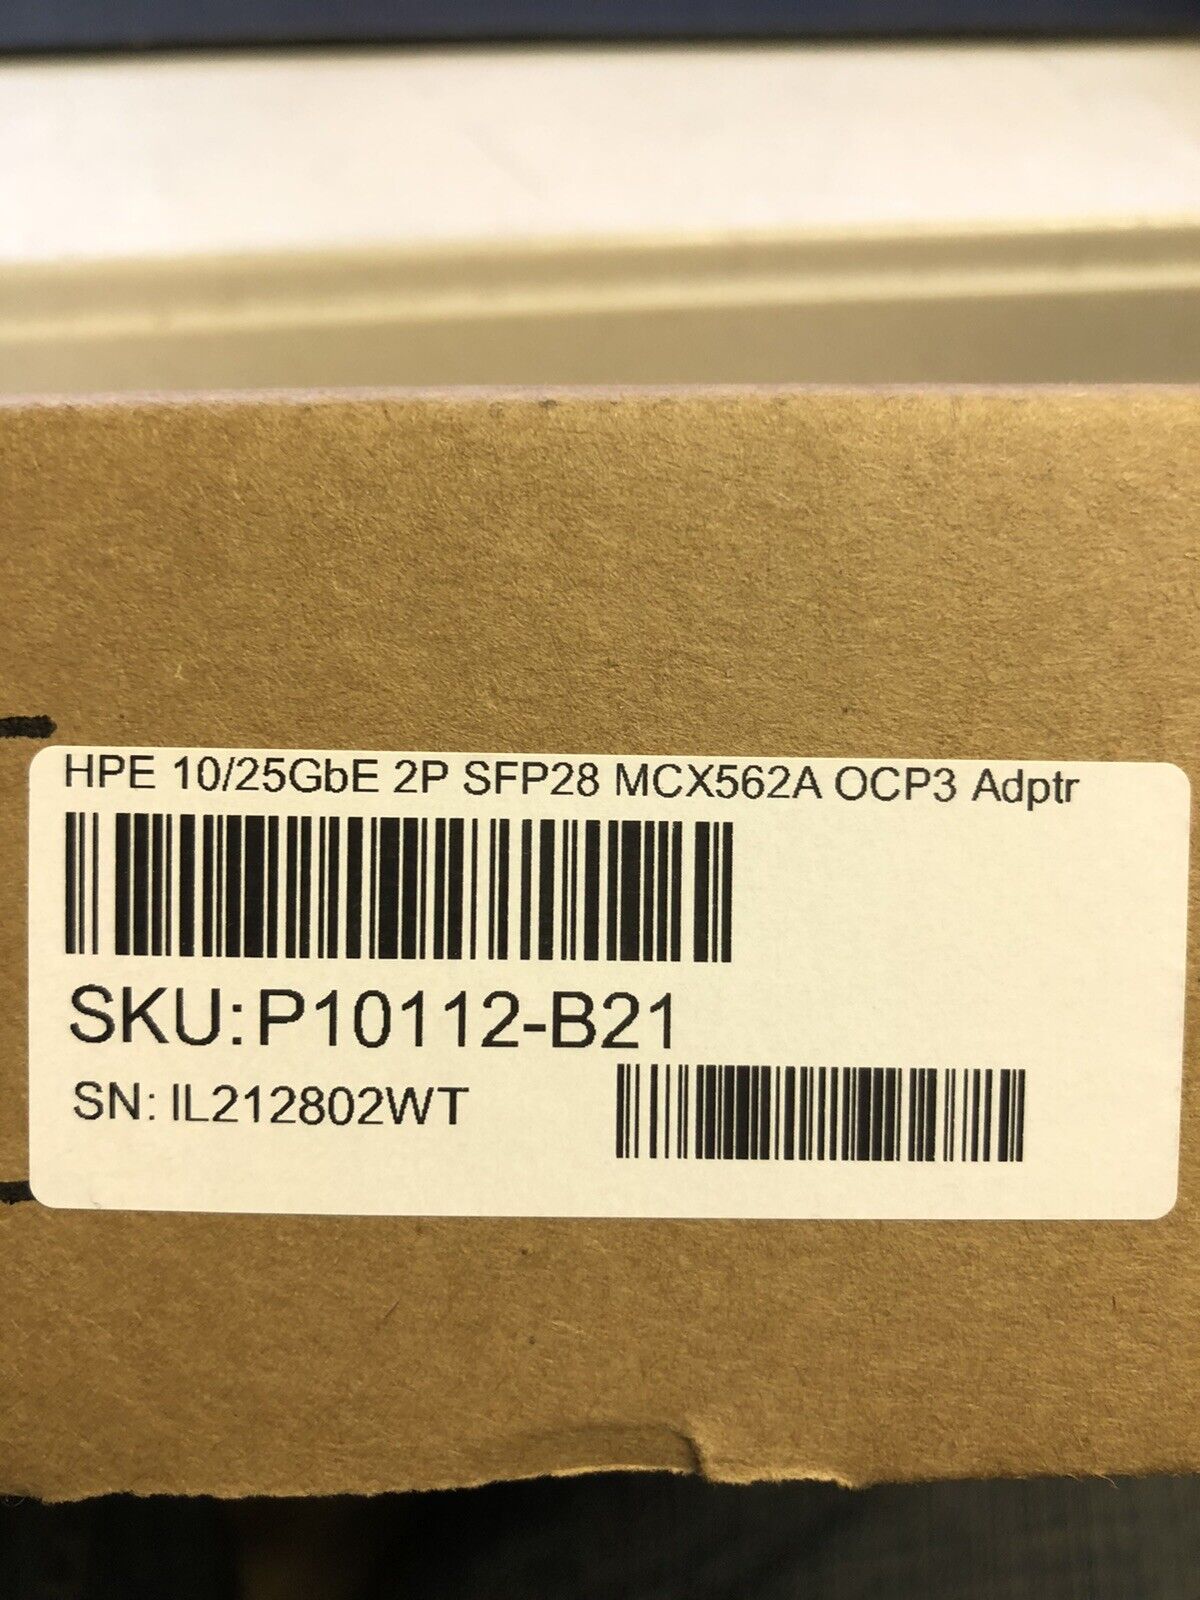 HPE 10/25GbE 2P SFP28 MCX562A OCP3 Adptr
SKU:P10112-B21
SN: IL212802WT